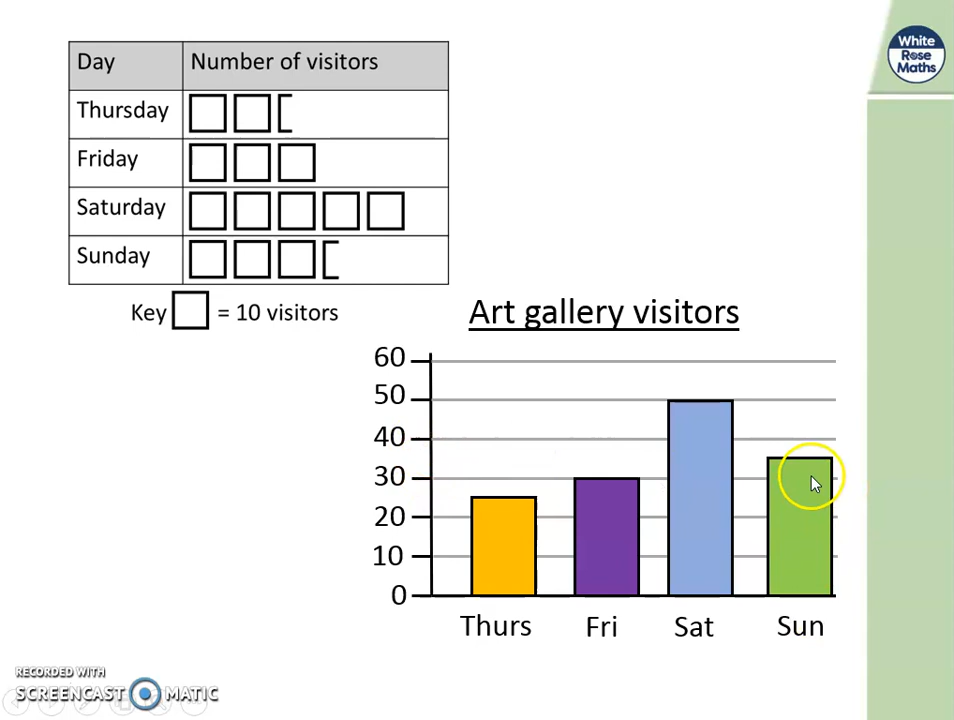 White
Rose
Maths
Day Number of visitors
Thursday
Friday
Saturday
Sunday
Key = 10 visitors
Art gallery visitors
60
50
40
30
20
10
0
Thurs Fri Sat Sun
RECORDED WITH
SCREENCAST MATIC